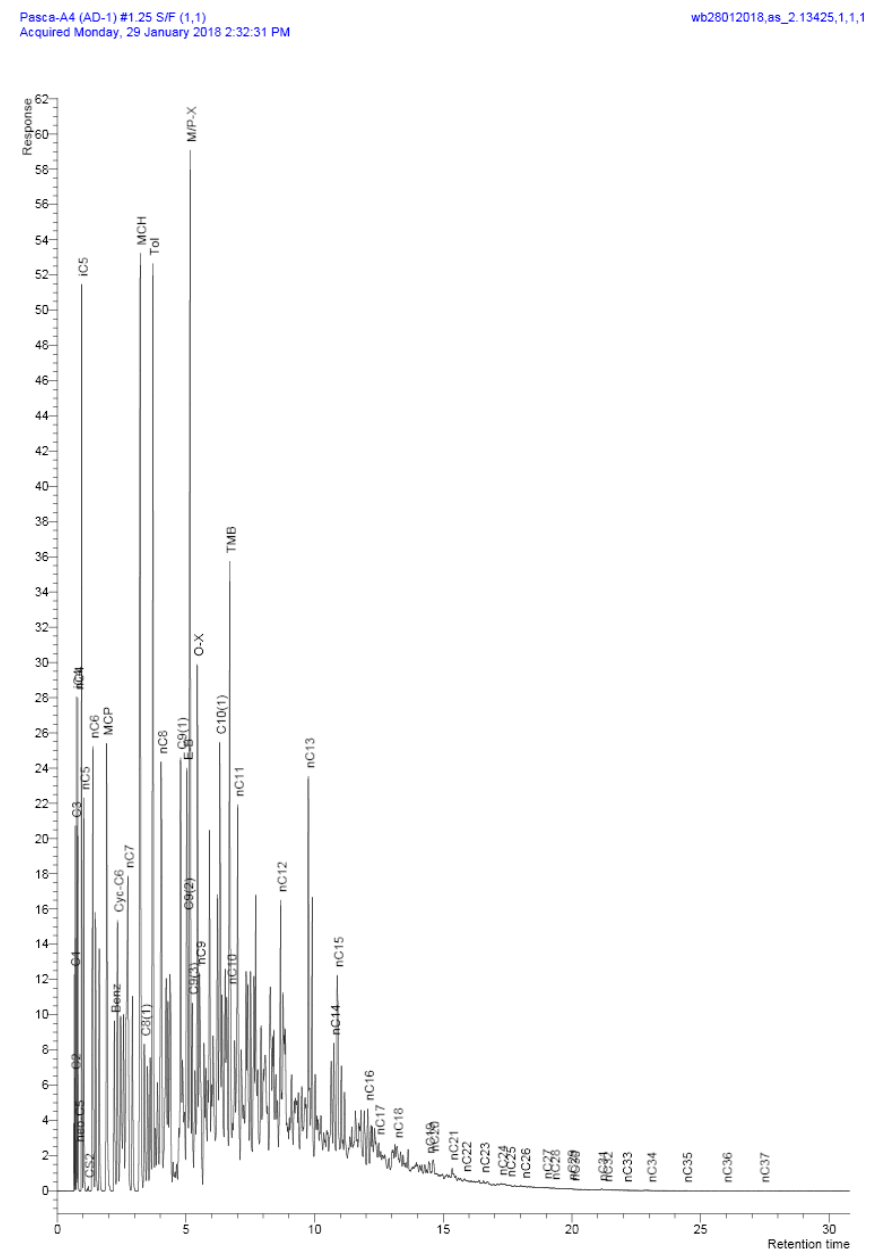 Pasca-A4 (AD-1) #1.25 S/F (1,1)
Acquired Monday, 29 January 2018 2:32:31 PM
wb28012018,as_2.13425,1,1,1
Response
62
60
58
56
54
52
50
48
46
44
42
40
38
36
34
32
30
28
26
24
22
20
18
16
14
12
10
8
6
4
2
0
C1
C2
C3
nC4
neo-C5
iC5
nC5
CS2
nC6
MCP
Benz
Cyc-C6
nC7
MCH
C8(1)
Tol
nC8
C9(1)
E-B
C9(2)
M/P-X
C9(3)
O-X
nC9
C10(1)
TMB
nC10
nC11
nC12
nC13
nC14
nC15
nC16
nC17
nC18
nC19
nC20
nC21
nC22
nC23
nC24
nC25
nC26
nC27
nC28
nC31
nC32
nC33
nC34
nC35
nC36
nC37
0
5
10
15
20
25
30
Retention time